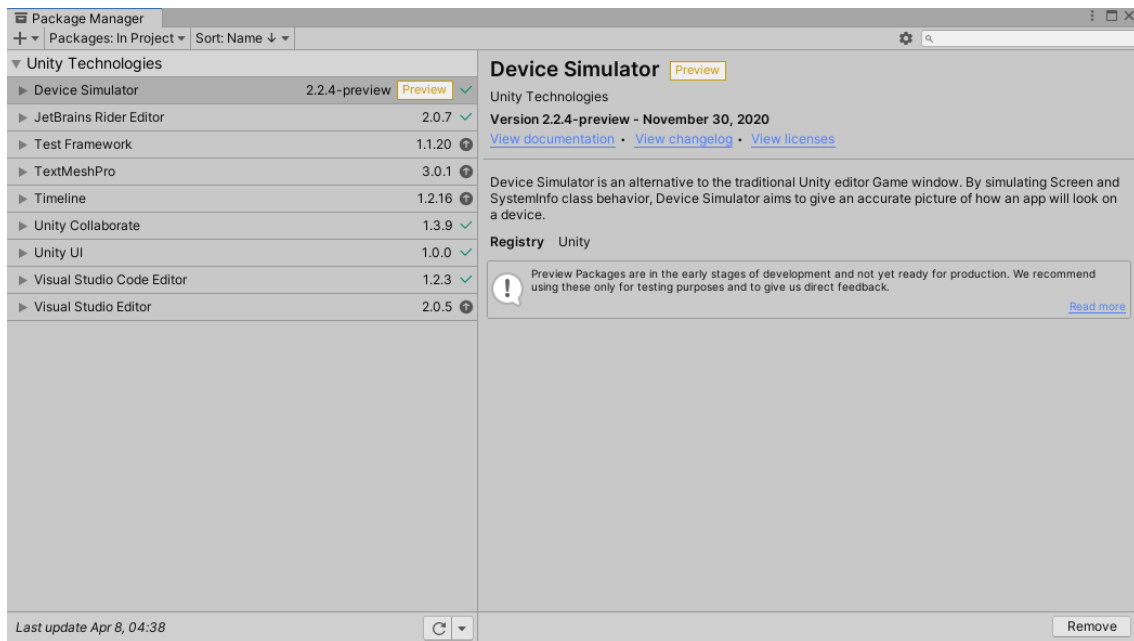 Package Manager
Packages: In Project
Sort: Name
Unity Technologies
Device Simulator 2.2.4-preview Preview
JetBrains Rider Editor 2.0.7
Test Framework 1.1.20
TextMeshPro 3.0.1
Timeline 1.2.16
Unity Collaborate 1.3.9
Unity UI 1.0.0
Visual Studio Code Editor 1.2.3
Visual Studio Editor 2.0.5
Last update Apr 8, 04:38
Device Simulator Preview
Unity Technologies
Version 2.2.4-preview - November 30, 2020
View documentation • View changelog • View licenses
Device Simulator is an alternative to the traditional Unity editor Game window. By simulating Screen and
SystemInfo class behavior, Device Simulator aims to give an accurate picture of how an app will look on
a device.
Registry Unity
Preview Packages are in the early stages of development and not yet ready for production. We recommend
using these only for testing purposes and to give us direct feedback.
Read more
Remove